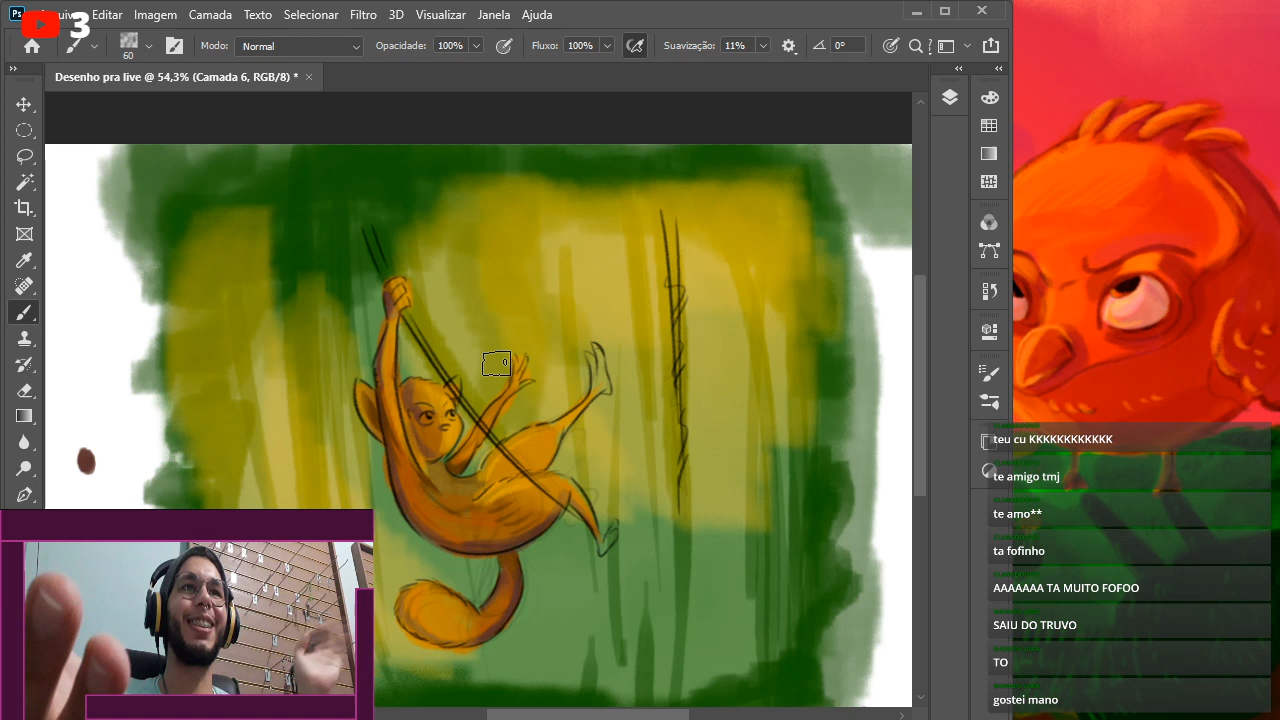 Ps
Editar Imagem Camada Texto Selecionar Filtro 3D Visualizar Janela Ajuda
3
60
Modo: Normal Opacidade: 100% Fluxo: 100% Suavização: 11% 0°
Desenho pra live @ 54,3% (Camada 6, RGB/8) *
teu cu KKKKKKKKKKKK
te amigo tmj
te amo**
ta fofinho
AAAAAAA TA MUITO FOFOO
SAIU DO TRUVO
TO
gostei mano